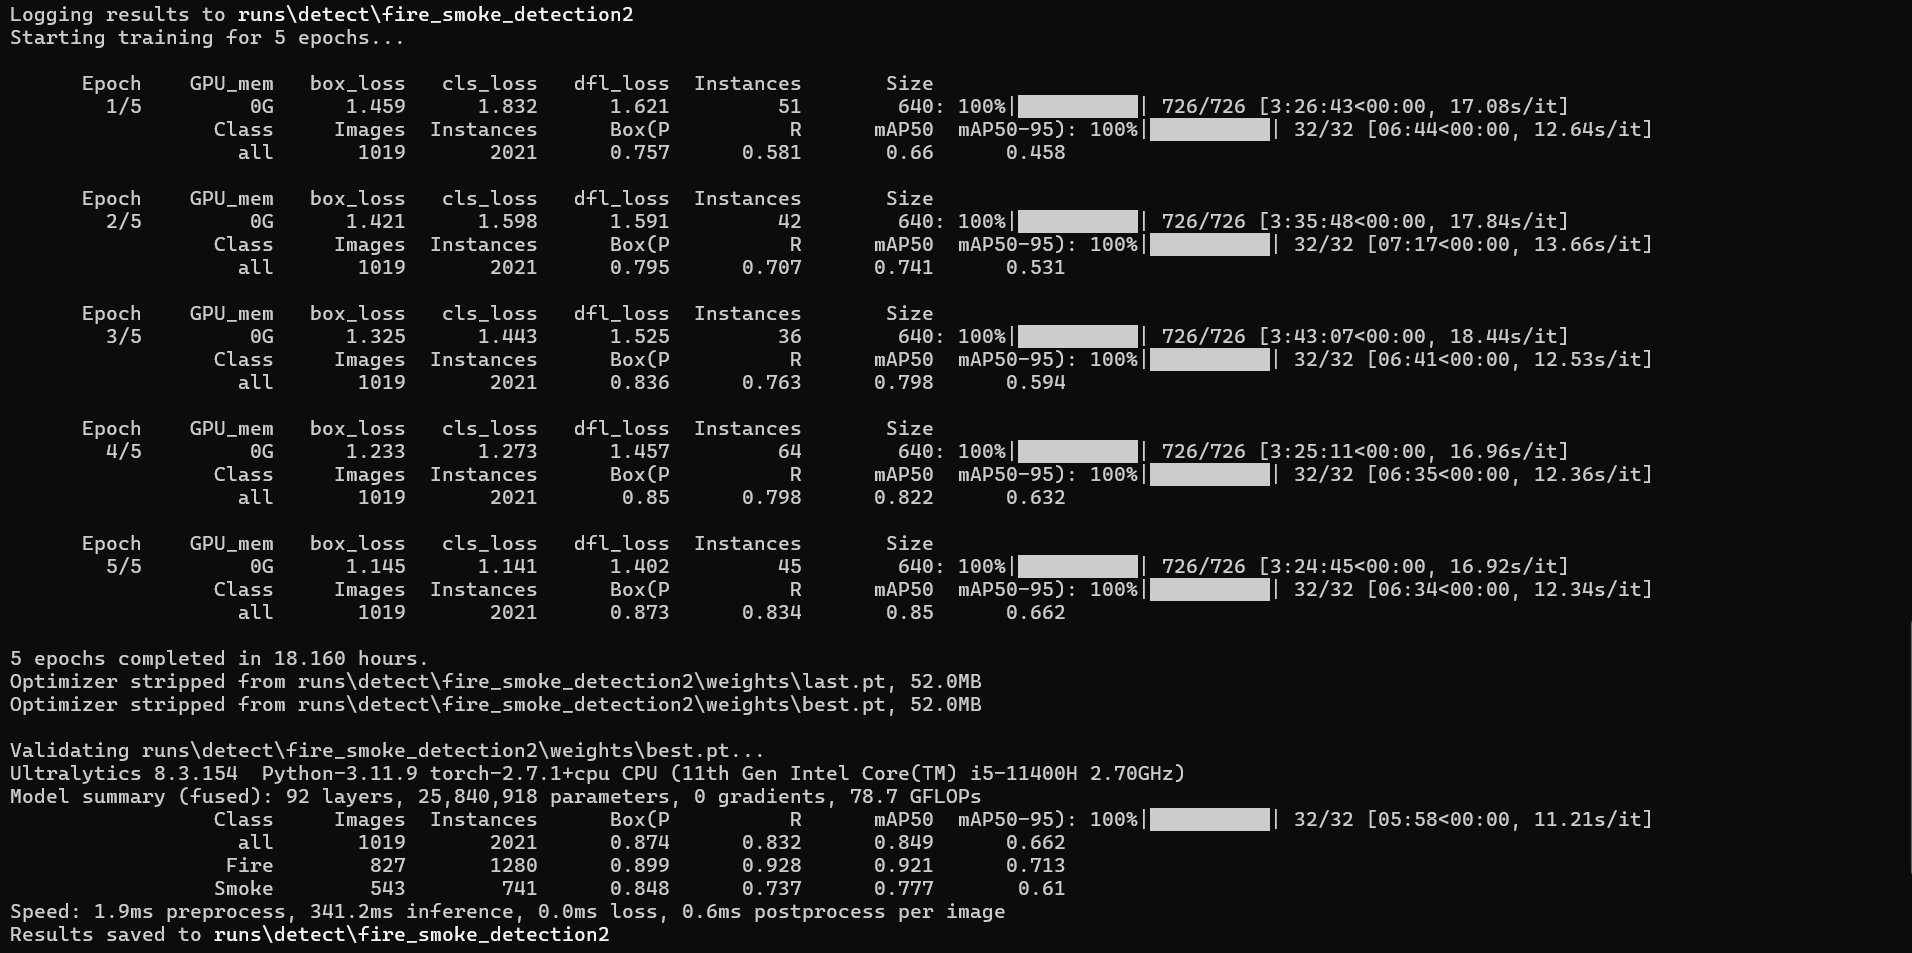 Logging results to runs\detect\fire_smoke_detection2
Starting training for 5 epochs...
Epoch GPU_mem box_loss cls_loss dfl_loss Instances Size
1/5 0G 1.459 1.832 1.621 51 640: 100%|██████████| 726/726 [3:26:43<00:00, 17.08s/it]
Class Images Instances Box(P R mAP50 mAP50-95): 100%|██████████| 32/32 [06:44<00:00, 12.64s/it]
all 1019 2021 0.757 0.581 0.66 0.458
Epoch GPU_mem box_loss cls_loss dfl_loss Instances Size
2/5 0G 1.421 1.598 1.591 42 640: 100%|██████████| 726/726 [3:35:48<00:00, 17.84s/it]
Class Images Instances Box(P R mAP50 mAP50-95): 100%|██████████| 32/32 [07:17<00:00, 13.66s/it]
all 1019 2021 0.795 0.707 0.741 0.531
Epoch GPU_mem box_loss cls_loss dfl_loss Instances Size
3/5 0G 1.325 1.443 1.525 36 640: 100%|██████████| 726/726 [3:43:07<00:00, 18.44s/it]
Class Images Instances Box(P R mAP50 mAP50-95): 100%|██████████| 32/32 [06:41<00:00, 12.53s/it]
all 1019 2021 0.836 0.763 0.798 0.594
Epoch GPU_mem box_loss cls_loss dfl_loss Instances Size
4/5 0G 1.233 1.273 1.457 64 640: 100%|██████████| 726/726 [3:25:11<00:00, 16.96s/it]
Class Images Instances Box(P R mAP50 mAP50-95): 100%|██████████| 32/32 [06:35<00:00, 12.36s/it]
all 1019 2021 0.85 0.798 0.822 0.632
Epoch GPU_mem box_loss cls_loss dfl_loss Instances Size
5/5 0G 1.145 1.141 1.402 45 640: 100%|██████████| 726/726 [3:24:45<00:00, 16.92s/it]
Class Images Instances Box(P R mAP50 mAP50-95): 100%|██████████| 32/32 [06:34<00:00, 12.34s/it]
all 1019 2021 0.873 0.834 0.85 0.662
5 epochs completed in 18.160 hours.
Optimizer stripped from runs\detect\fire_smoke_detection2\weights\last.pt, 52.0MB
Optimizer stripped from runs\detect\fire_smoke_detection2\weights\best.pt, 52.0MB
Validating runs\detect\fire_smoke_detection2\weights\best.pt...
Ultralytics 8.3.154 Python-3.11.9 torch-2.7.1+cpu CPU (11th Gen Intel Core(TM) i5-11400H 2.70GHz)
Model summary (fused): 92 layers, 25,840,918 parameters, 0 gradients, 78.7 GFLOPs
Class Images Instances Box(P R mAP50 mAP50-95): 100%|██████████| 32/32 [05:58<00:00, 11.21s/it]
all 1019 2021 0.874 0.832 0.849 0.662
Fire 827 1280 0.899 0.928 0.921 0.713
Smoke 543 741 0.848 0.737 0.777 0.61
Speed: 1.9ms preprocess, 341.2ms inference, 0.0ms loss, 0.6ms postprocess per image
Results saved to runs\detect\fire_smoke_detection2